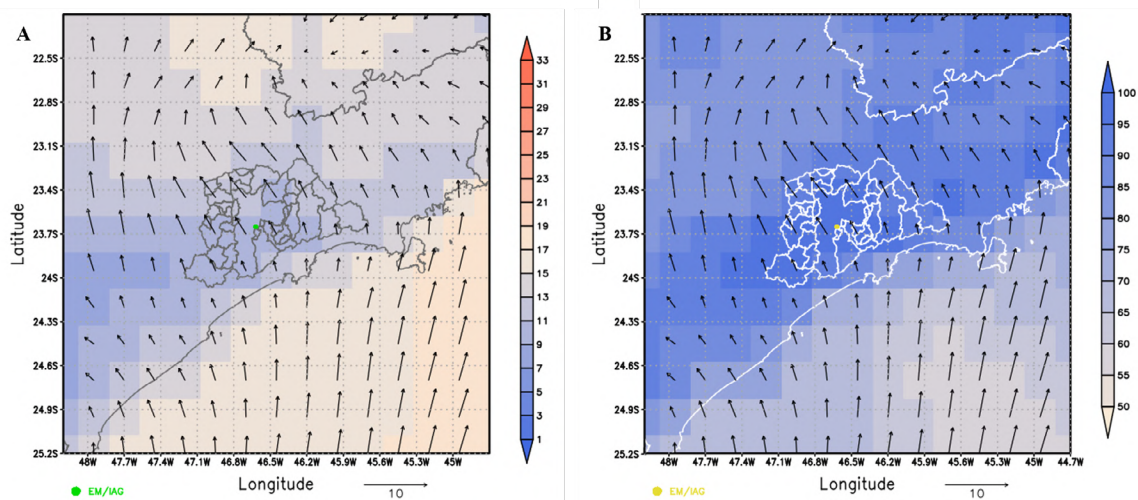 A
22.5S
22.8S
23.1S
23.4S
23.7S
24S
24.3S
24.6S
24.9S
25.2S
Latitude
48W 47.7W 47.4W 47.1W 46.8W 46.5W 46.2W 45.9W 45.6W 45.3W 45W
Longitude
EM/IAG
10
33
31
29
27
25
23
21
19
17
15
13
11
9
7
5
3
1
B
22.5S
22.8S
23.1S
23.4S
23.7S
24S
24.3S
24.6S
24.9S
25.2S
Latitude
48W 47.7W 47.4W 47.1W 46.8W 46.5W 46.2W 45.9W 45.6W 45.3W 45W 44.7W
Longitude
EM/IAG
10
100
95
90
85
80
75
70
65
60
55
50